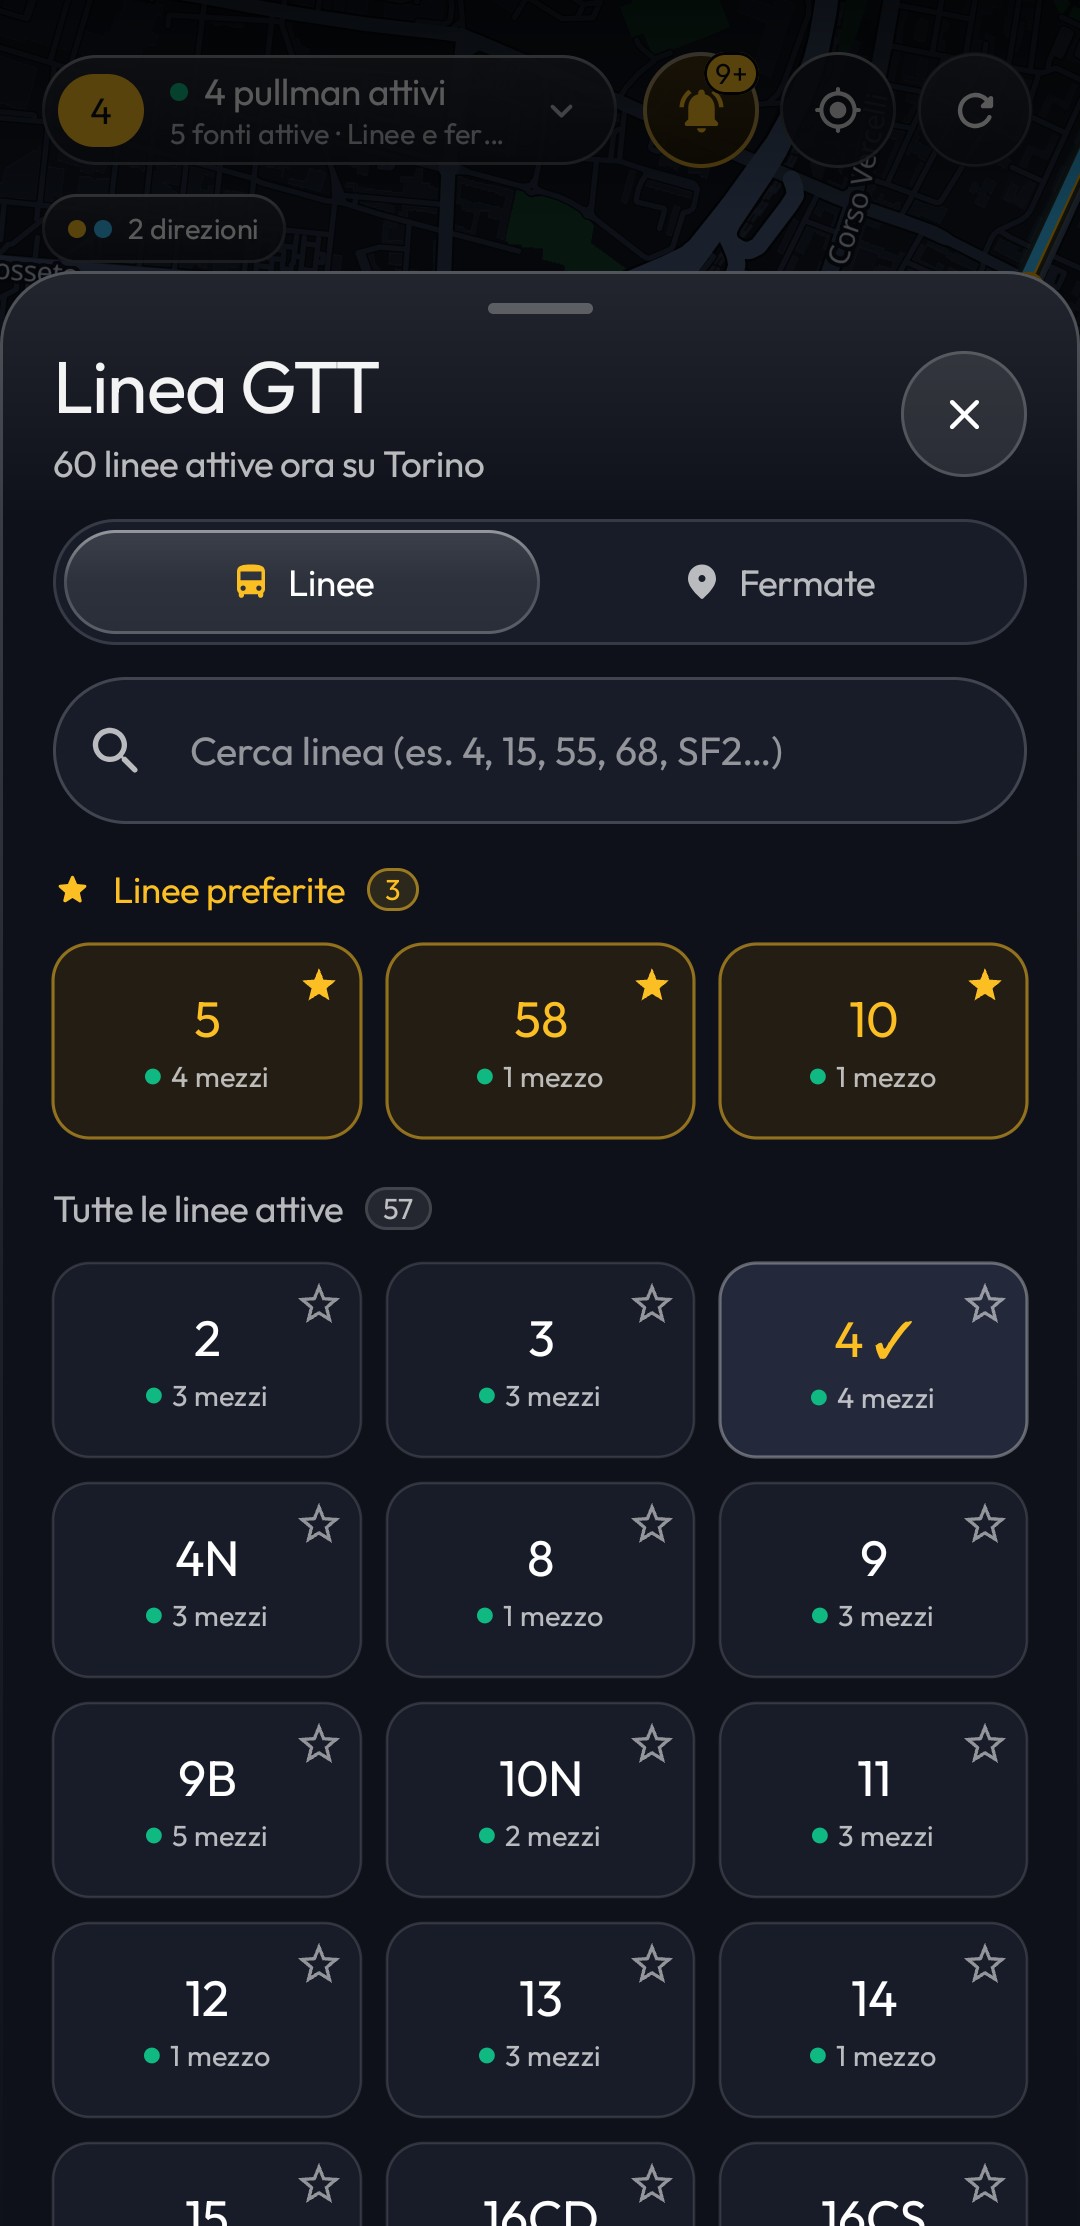 4
4 pullman attivi
5 fonti attive · Linee e fer...
9+
2 direzioni
Corso Vercelli
Linea GTT
60 linee attive ora su Torino
Linee
Fermate
Cerca linea (es. 4, 15, 55, 68, SF2...)
Linee preferite 3
5
4 mezzi
58
1 mezzo
10
1 mezzo
Tutte le linee attive 57
2
3 mezzi
3
3 mezzi
4 ✓
4 mezzi
4N
3 mezzi
8
1 mezzo
9
3 mezzi
9B
5 mezzi
10N
2 mezzi
11
3 mezzi
12
1 mezzo
13
3 mezzi
14
1 mezzo
15
16CD
16CS